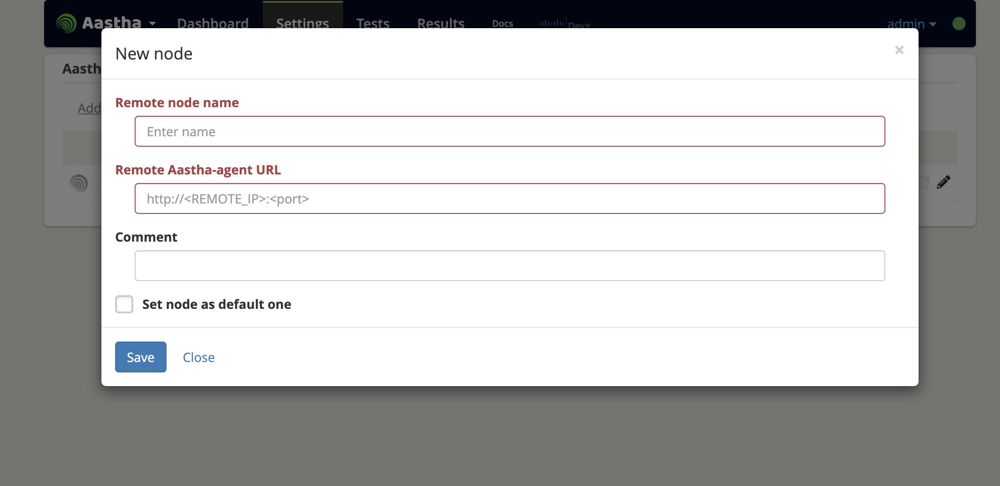 Aastha Dashboard Settings Tests Results Docs Dev admin
New node ×
Aasth
Remote node name
Add
Enter name
Remote Aastha-agent URL
http://<REMOTE_IP>:<port>
Comment
Set node as default one
Save Close